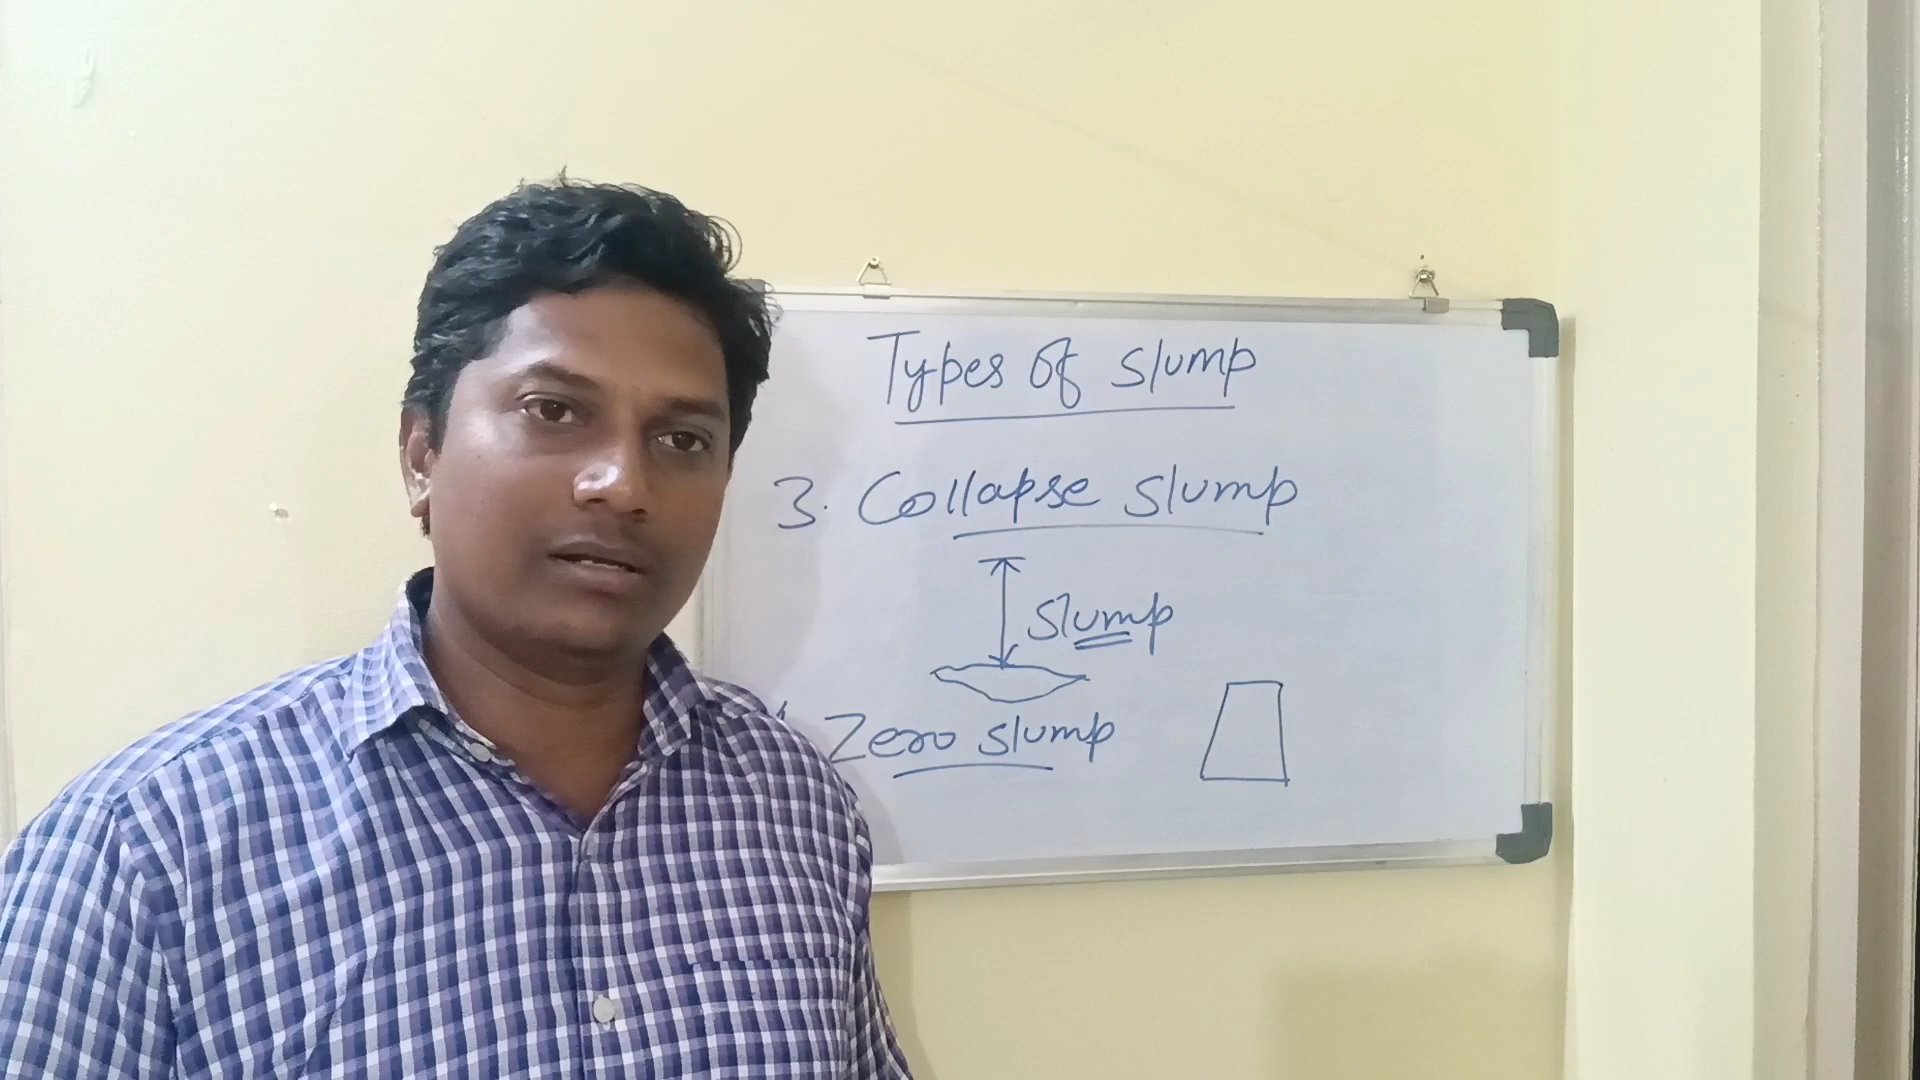 Types of slump
3. Collapse slump
slump
Zero slump